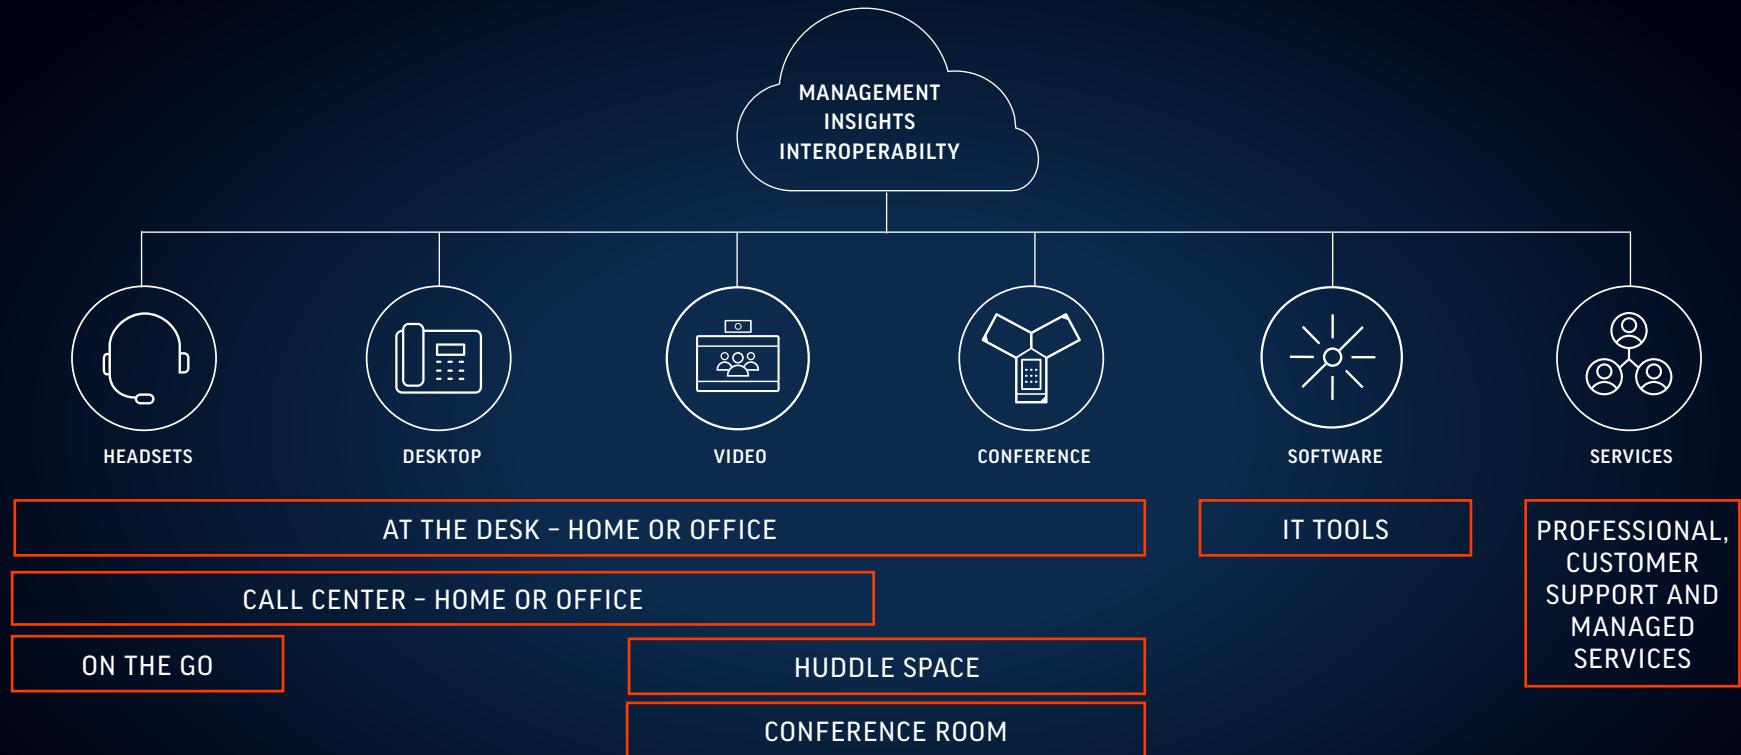 MANAGEMENT
INSIGHTS
INTEROPERABILTY
HEADSETS
DESKTOP
VIDEO
CONFERENCE
SOFTWARE
SERVICES
AT THE DESK – HOME OR OFFICE
IT TOOLS
PROFESSIONAL,
CUSTOMER
SUPPORT AND
MANAGED
SERVICES
CALL CENTER – HOME OR OFFICE
ON THE GO
HUDDLE SPACE
CONFERENCE ROOM